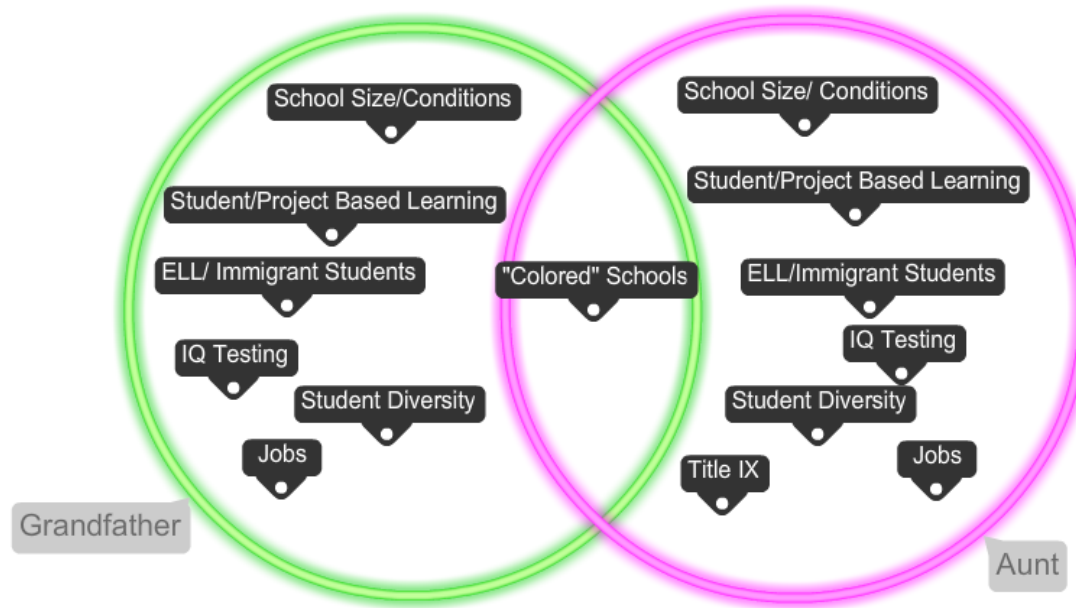 School Size/Conditions
School Size/ Conditions
Student/Project Based Learning
Student/Project Based Learning
ELL/ Immigrant Students
"Colored" Schools
ELL/Immigrant Students
IQ Testing
IQ Testing
Student Diversity
Student Diversity
Jobs
Title IX
Jobs
Grandfather
Aunt